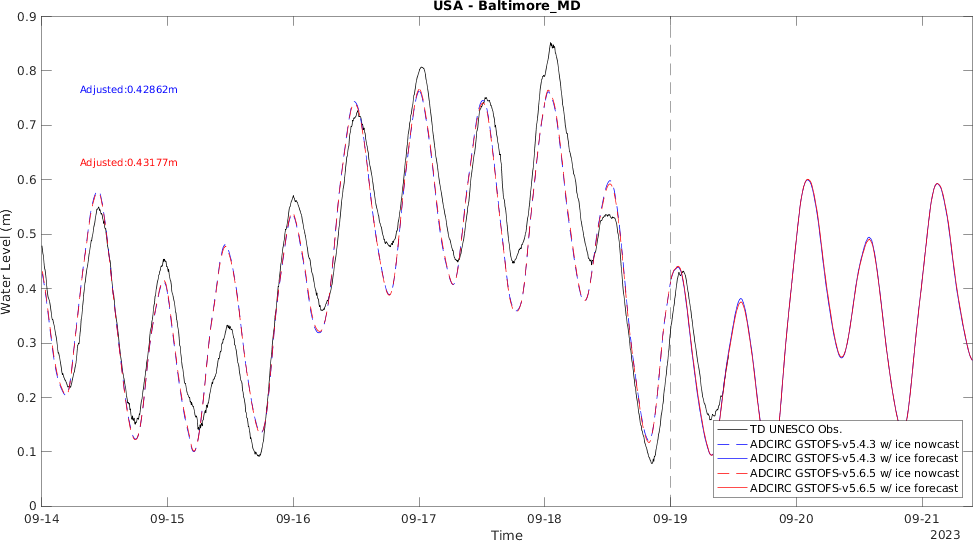 USA - Baltimore_MD
0.9
0.8
0.7
0.6
0.5
0.4
0.3
0.2
0.1
0
Water Level (m)
Adjusted:0.42862m
Adjusted:0.43177m
TD UNESCO Obs.
ADCIRC GSTOFS-v5.4.3 w/ ice nowcast
ADCIRC GSTOFS-v5.4.3 w/ ice forecast
ADCIRC GSTOFS-v5.6.5 w/ ice nowcast
ADCIRC GSTOFS-v5.6.5 w/ ice forecast
09-14 09-15 09-16 09-17 09-18 09-19 09-20 09-21
Time
2023